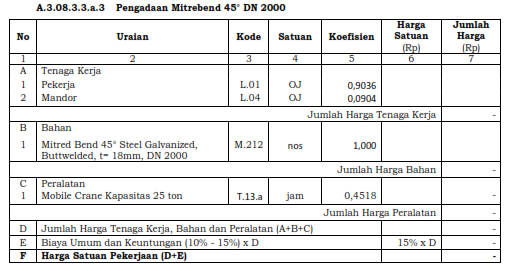 A.3.08.3.3.a.3 Pengadaan Mitrebend 45° DN 2000
No Uraian Kode Satuan Koefisien Harga Satuan (Rp) Jumlah Harga (Rp)
1 2 3 4 5 6 7
A Tenaga Kerja
1 Pekerja L.01 OJ 0,9036
2 Mandor L.04 OJ 0,0904
Jumlah Harga Tenaga Kerja -
B Bahan
1 Mitred Bend 45° Steel Galvanized, M.212 nos 1,000
Buttwelded, t= 18mm, DN 2000
Jumlah Harga Bahan -
C Peralatan
1 Mobile Crane Kapasitas 25 ton T.13.a jam 0,4518
Jumlah Harga Peralatan -
D Jumlah Harga Tenaga Kerja, Bahan dan Peralatan (A+B+C) -
E Biaya Umum dan Keuntungan (10% - 15%) x D 15% x D -
F Harga Satuan Pekerjaan (D+E) -